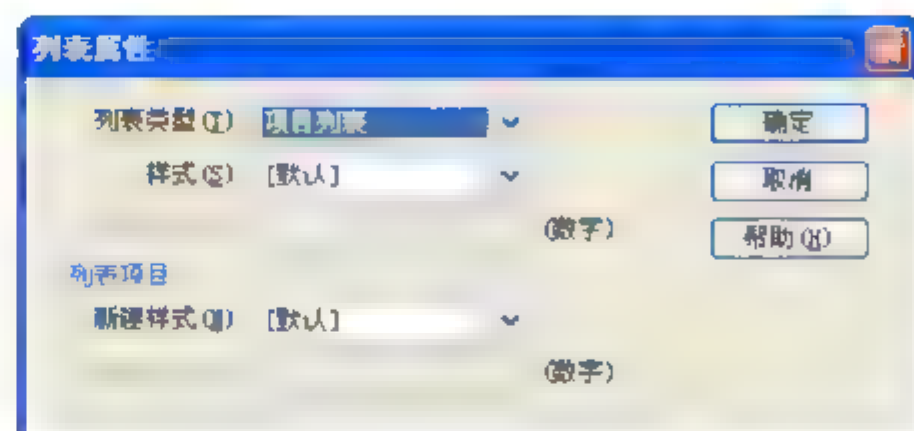 列表属性
列表类型(T) 项目列表 确定
样式(S) [默认] 取消
(数字) 帮助(H)
列表项目
新建样式(N) [默认]
(数字)